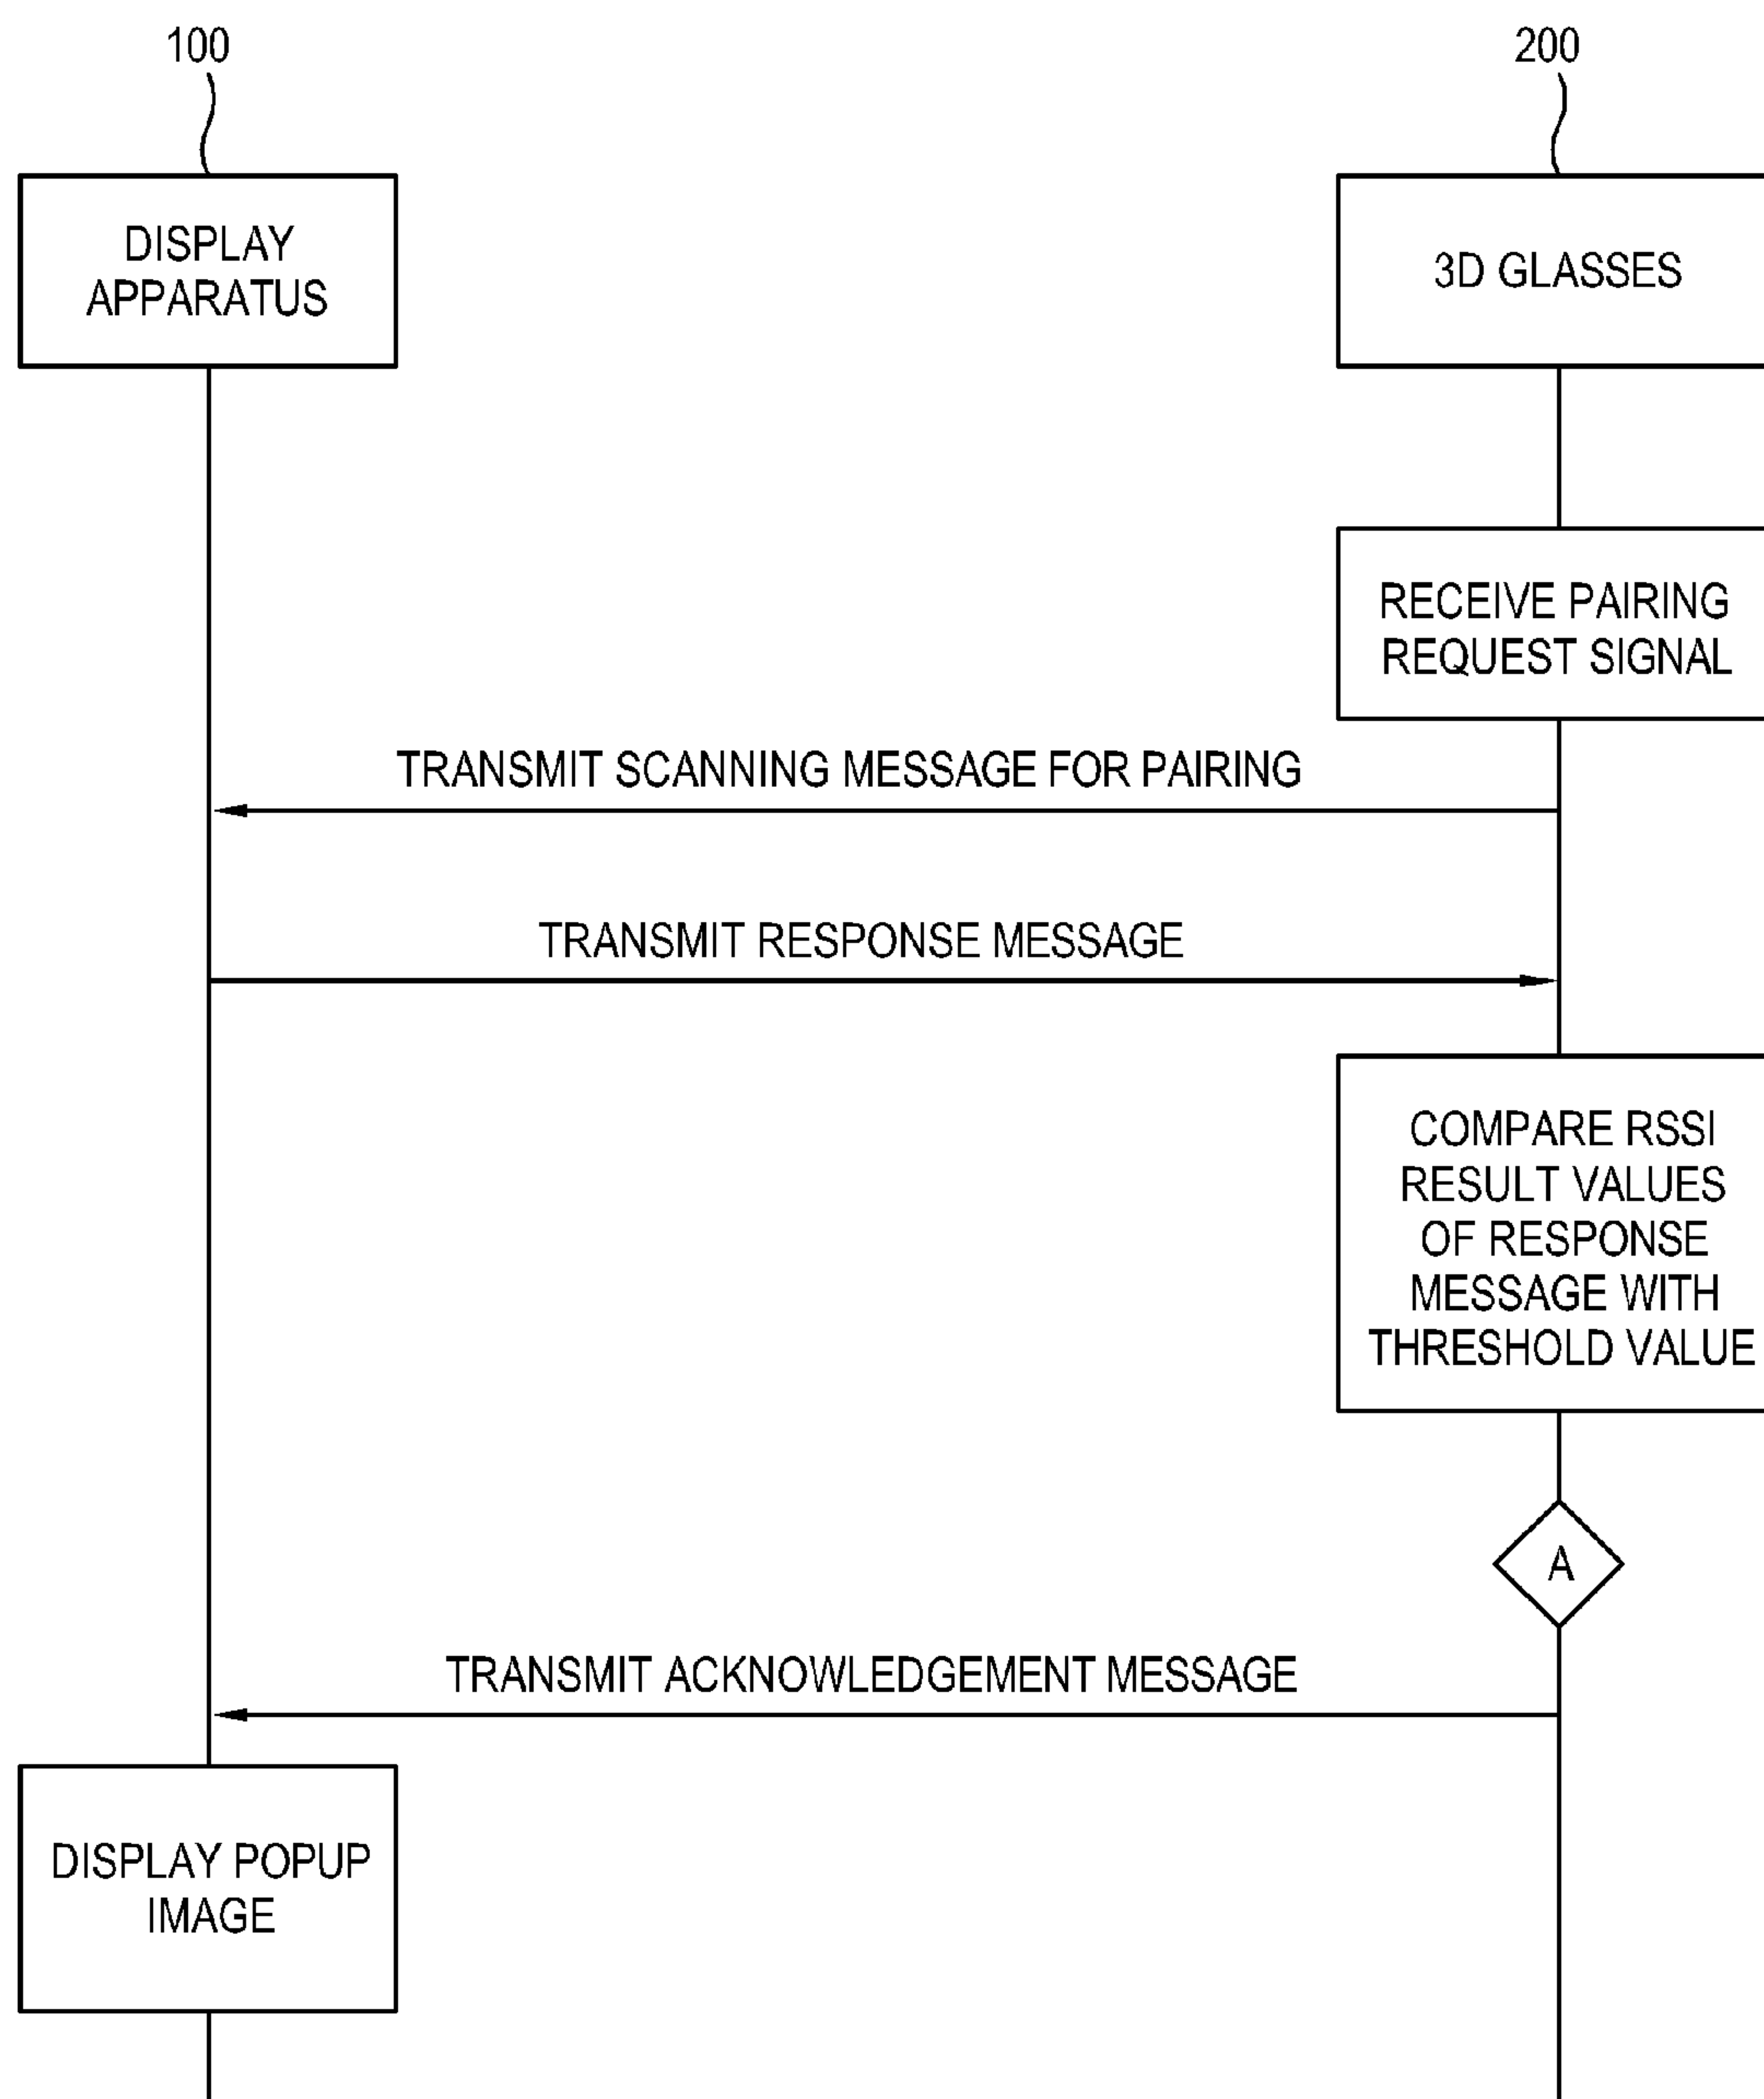 100
200
DISPLAY
APPARATUS
3D GLASSES
RECEIVE PAIRING
REQUEST SIGNAL
TRANSMIT SCANNING MESSAGE FOR PAIRING
TRANSMIT RESPONSE MESSAGE
COMPARE RSSI
RESULT VALUES
OF RESPONSE
MESSAGE WITH
THRESHOLD VALUE
A
TRANSMIT ACKNOWLEDGEMENT MESSAGE
DISPLAY POPUP
IMAGE